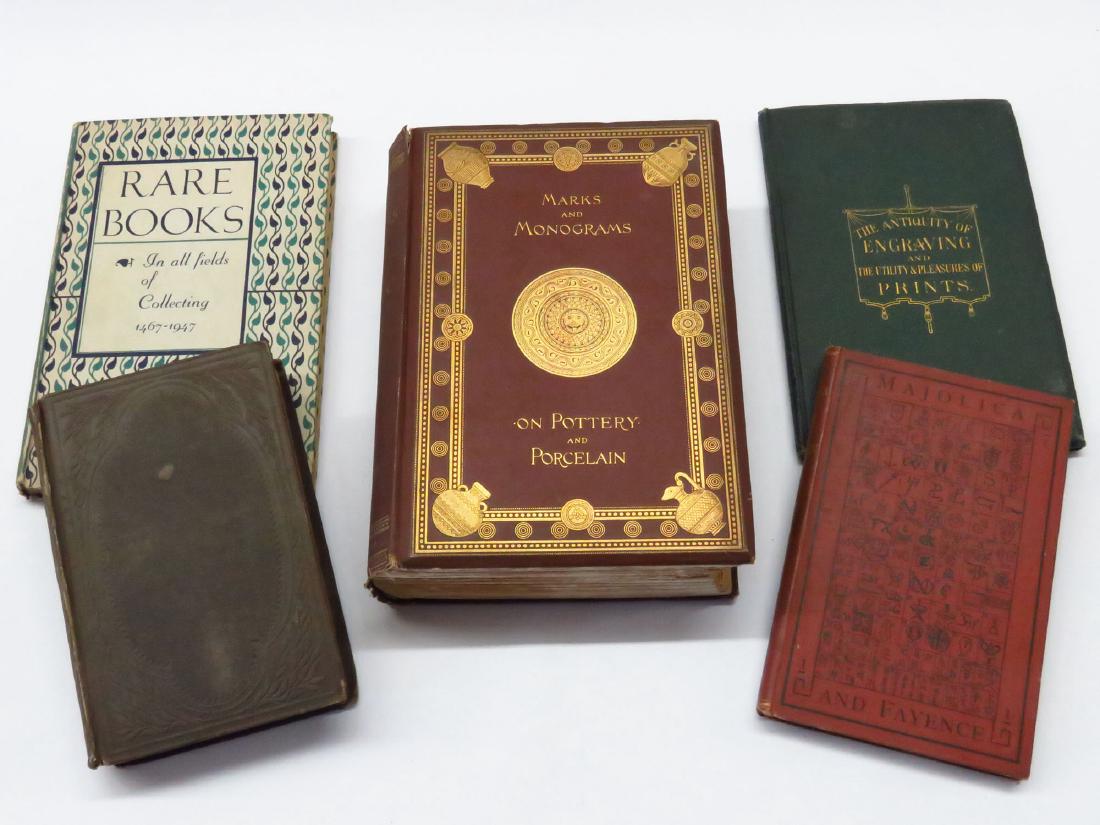 RARE
BOOKS
In all fields
of
Collecting
1467-1947
MARKS
AND
MONOGRAMS
·ON POTTERY·
AND
PORCELAIN
THE ANTIQUITY OF
ENGRAVING
AND
THE UTILITY & PLEASURES OF
PRINTS.
MAJOLICA
AND FAYENCE